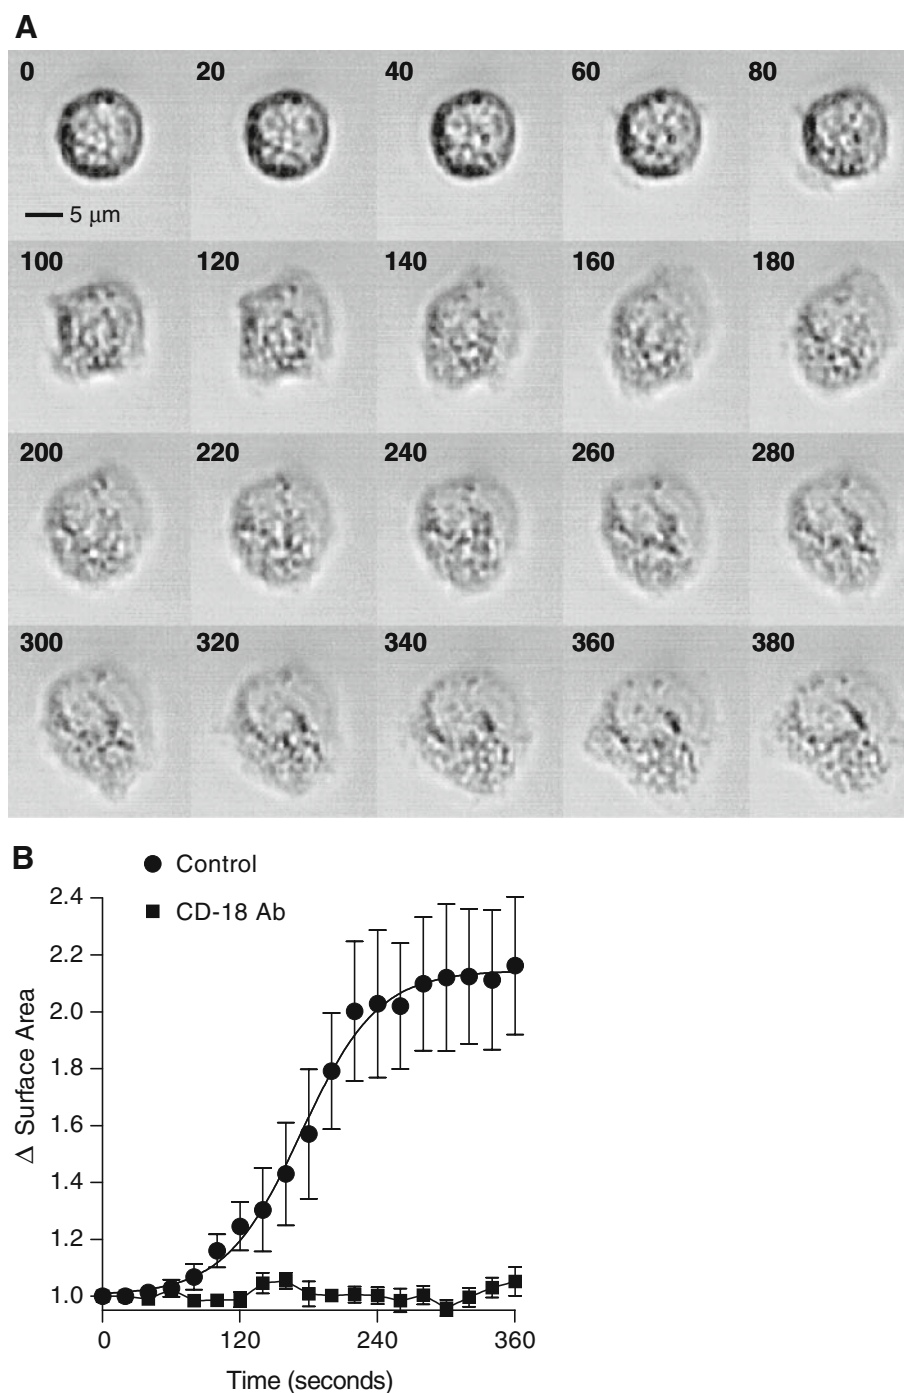 A
0 20 40 60 80
5 μm
100 120 140 160 180
200 220 240 260 280
300 320 340 360 380
B
Control
CD-18 Ab
2.4
2.2
2.0
1.8
1.6
1.4
1.2
1.0
Δ Surface Area
0 120 240 360
Time (seconds)